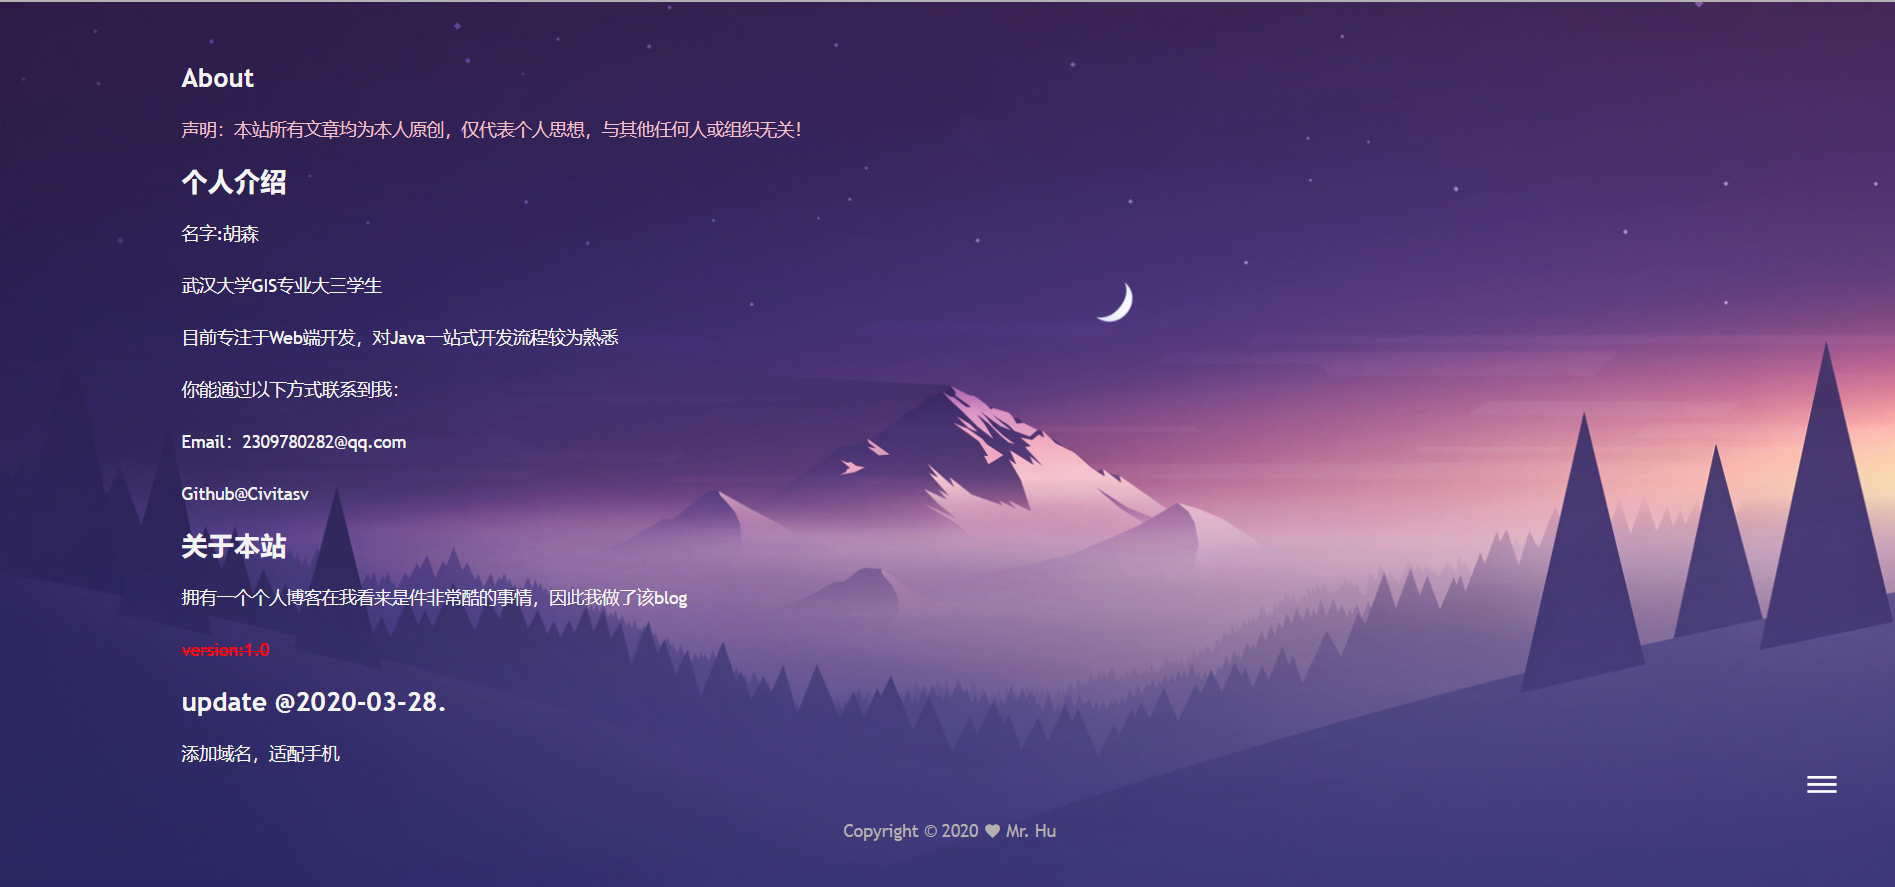 About
声明：本站所有文章均为本人原创，仅代表个人思想，与其他任何人或组织无关！
个人介绍
名字:胡森
武汉大学GIS专业大三学生
目前专注于Web端开发，对Java一站式开发流程较为熟悉
你能通过以下方式联系到我：
Email：2309780282@qq.com
Github@Civitasv
关于本站
拥有一个个人博客在我看来是件非常酷的事情，因此我做了该blog
version:1.0
update @2020-03-28.
添加域名，适配手机
Copyright © 2020 ♥ Mr. Hu